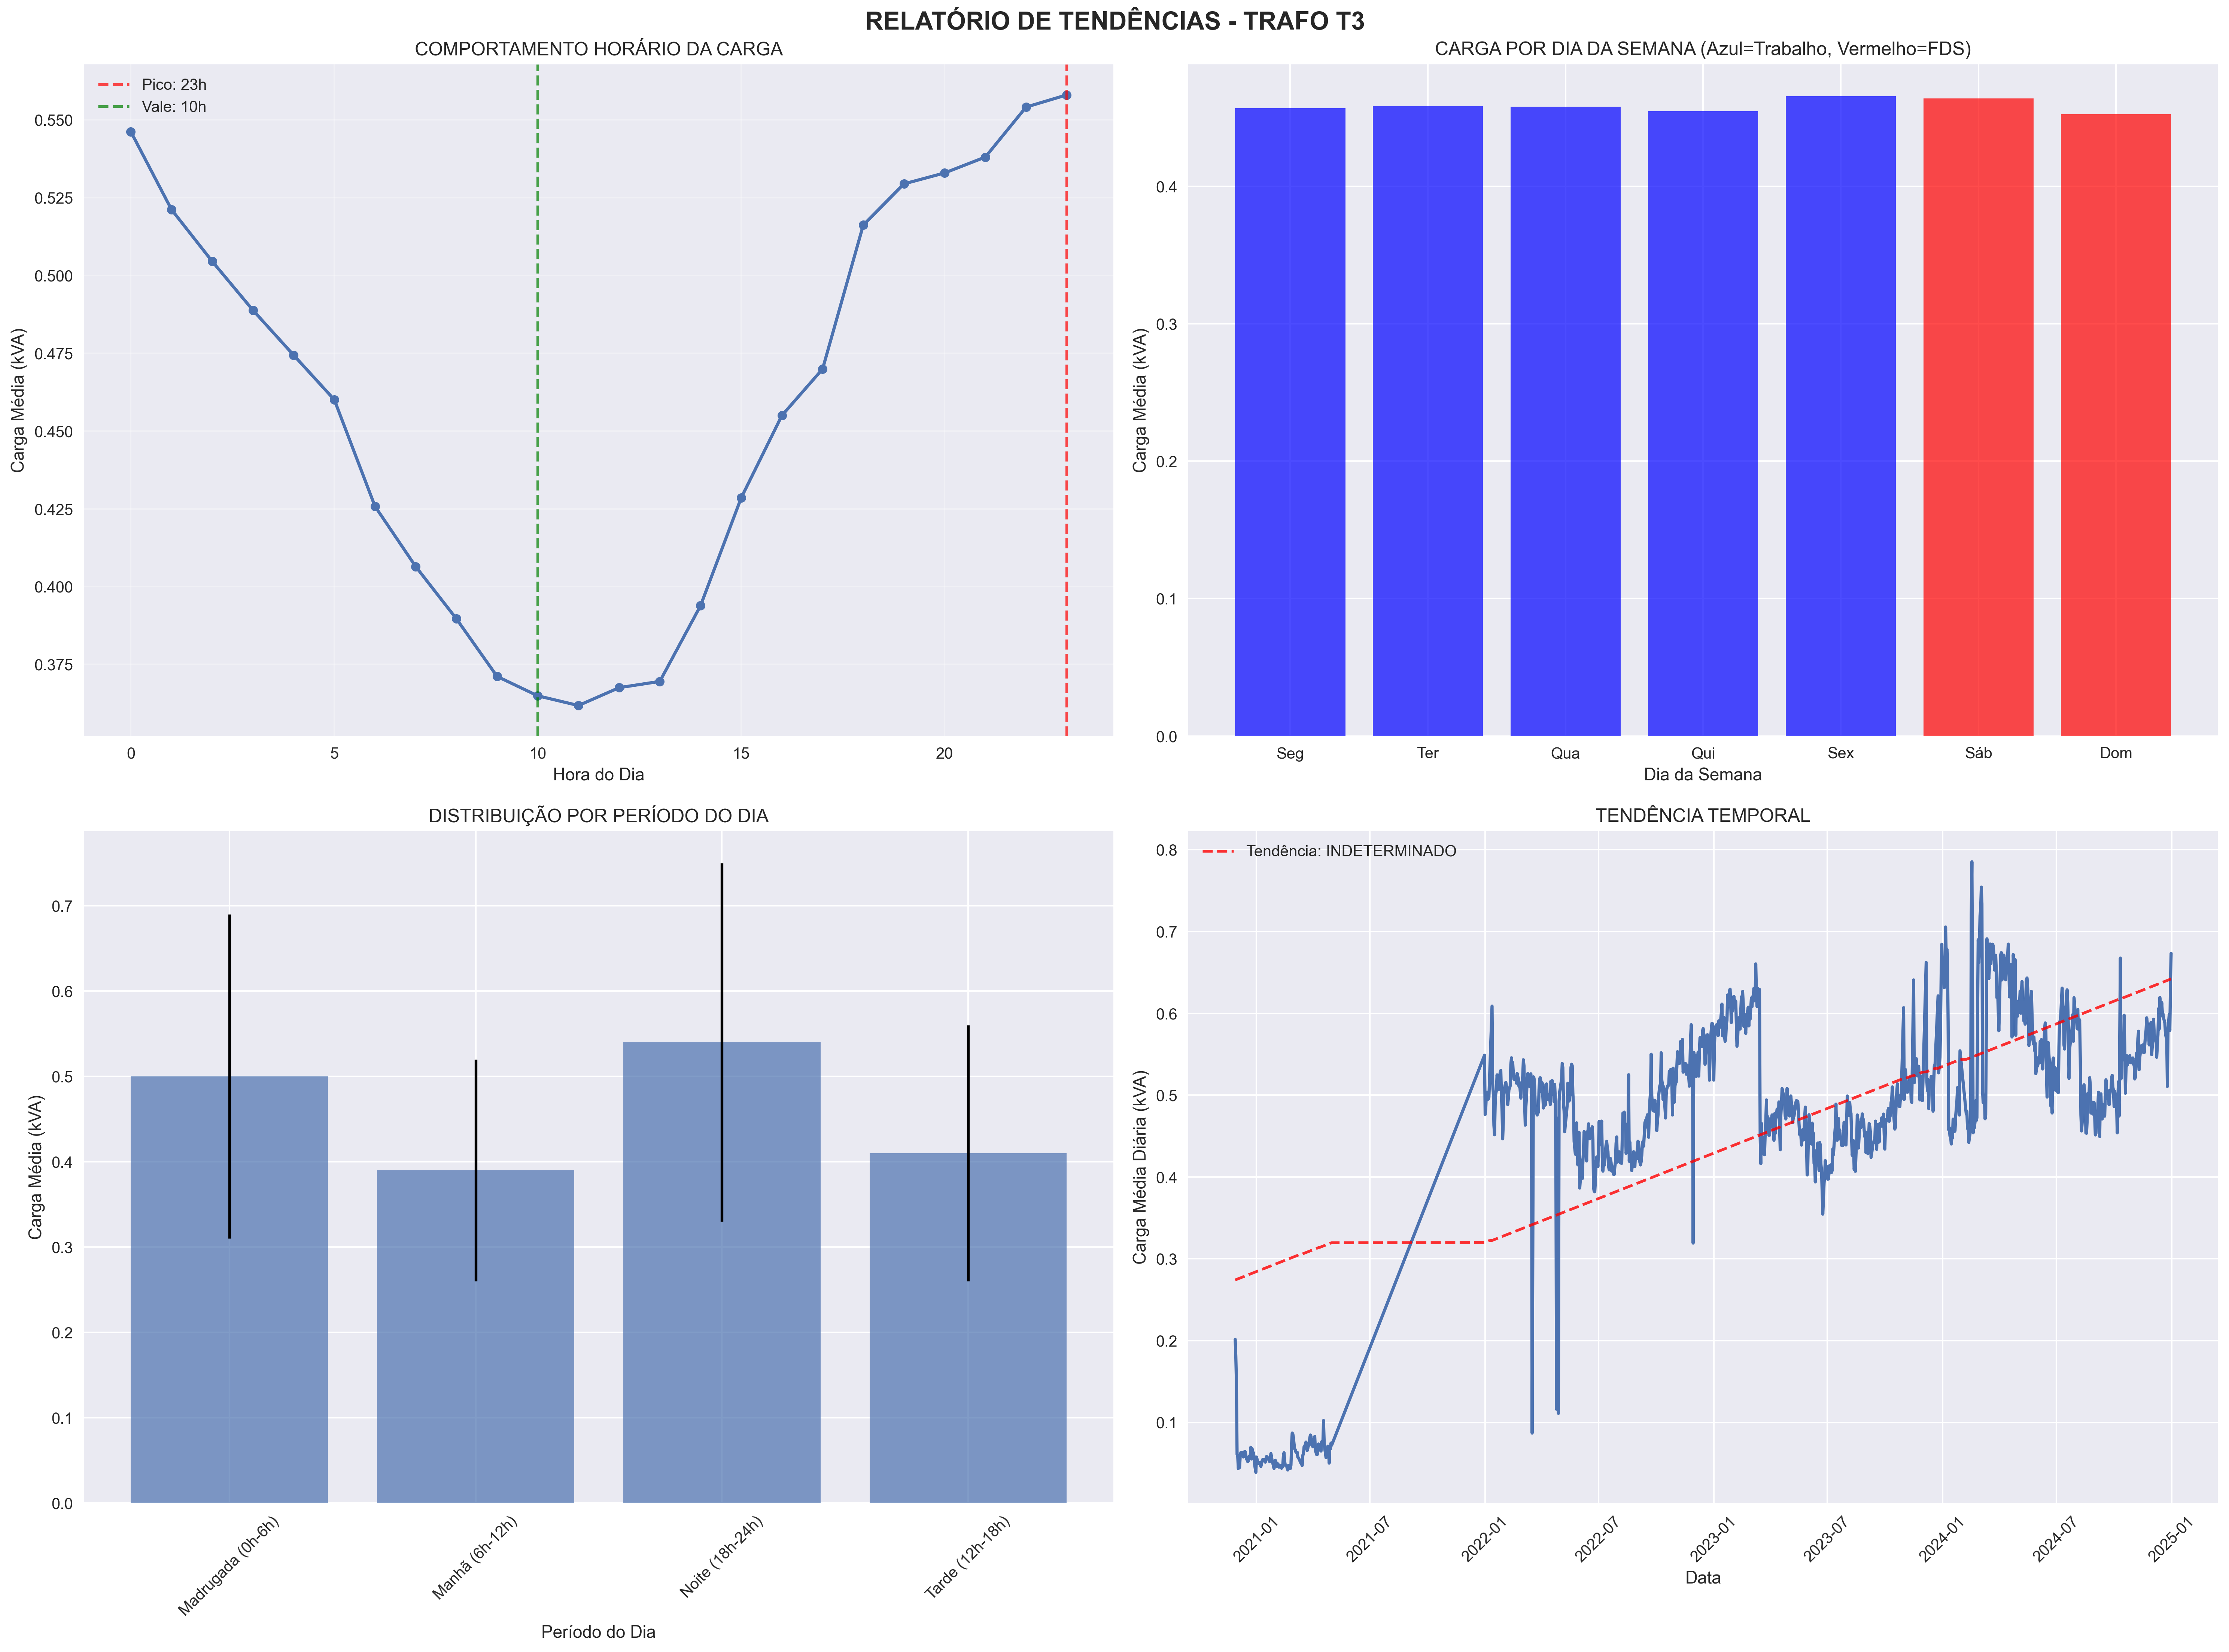 RELATÓRIO DE TENDÊNCIAS - TRAFO T3
COMPORTAMENTO HORÁRIO DA CARGA
Pico: 23h
Vale: 10h
0.550
0.525
0.500
0.475
0.450
0.425
0.400
0.375
Carga Média (kVA)
0
5
10
15
20
Hora do Dia
CARGA POR DIA DA SEMANA (Azul=Trabalho, Vermelho=FDS)
0.4
0.3
0.2
0.1
0.0
Carga Média (kVA)
Seg
Ter
Qua
Qui
Sex
Sáb
Dom
Dia da Semana
DISTRIBUIÇÃO POR PERÍODO DO DIA
0.7
0.6
0.5
0.4
0.3
0.2
0.1
0.0
Carga Média (kVA)
Madrugada (0h-6h)
Manhã (6h-12h)
Noite (18h-24h)
Tarde (12h-18h)
Período do Dia
TENDÊNCIA TEMPORAL
Tendência: INDETERMINADO
0.8
0.7
0.6
0.5
0.4
0.3
0.2
0.1
Carga Média Diária (kVA)
2021-01
2021-07
2022-01
2022-07
2023-01
2023-07
2024-01
2024-07
2025-01
Data